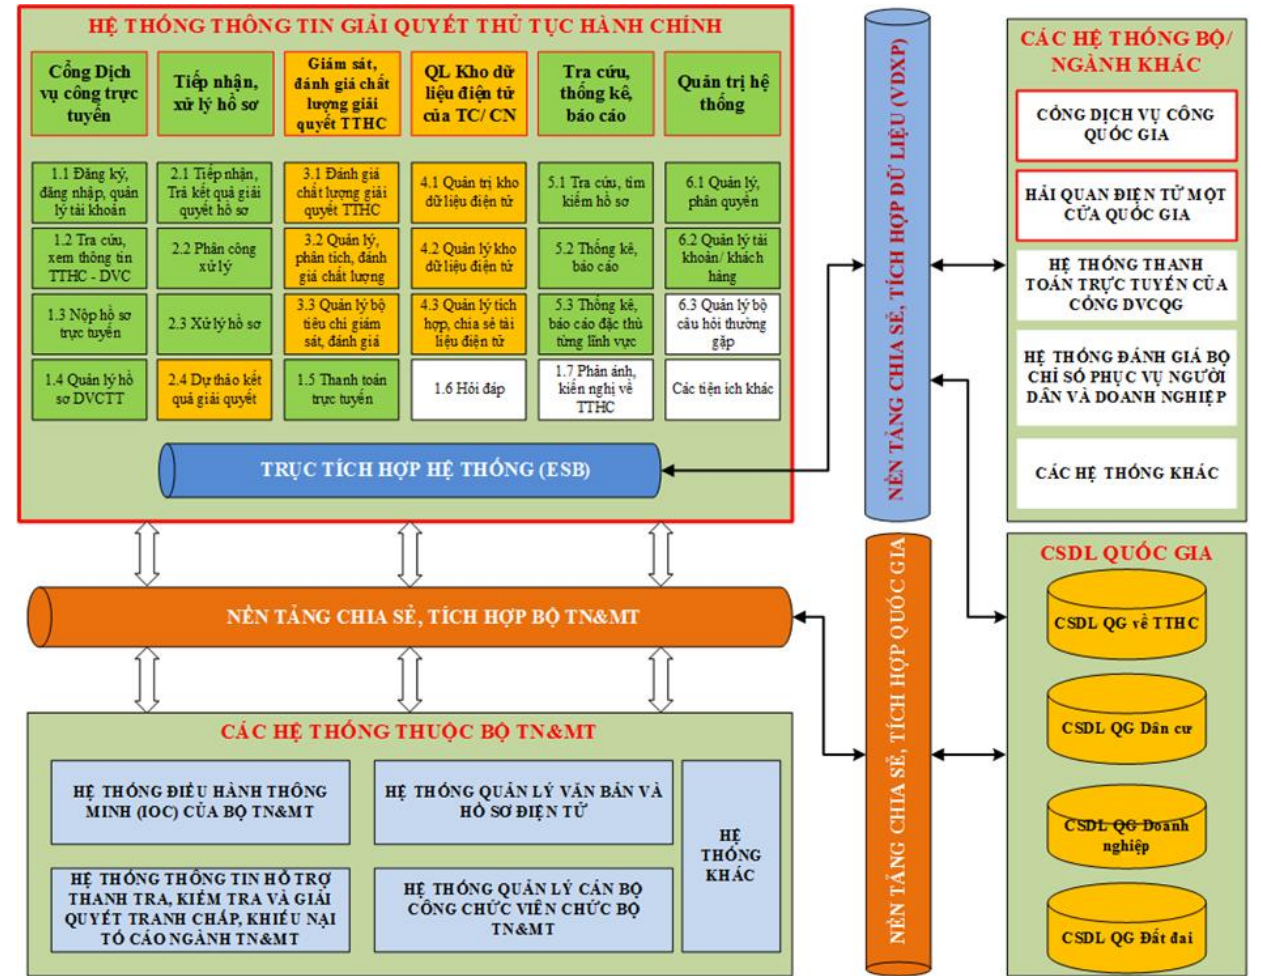 HỆ THỐNG THÔNG TIN GIẢI QUYẾT THỦ TỤC HÀNH CHÍNH
Cổng Dịch
vụ công trực
tuyến
Tiếp nhận,
xử lý hồ sơ
Giám sát,
đánh giá chất
lượng giải
quyết TTHC
QL Kho dữ
liệu điện tử
của TC/ CN
Tra cứu,
thống kê,
báo cáo
Quản trị hệ
thống
1.1 Đăng ký,
đăng nhập, quản
lý tài khoản
2.1 Tiếp nhận,
Trả kết quả giải
quyết hồ sơ
3.1 Đánh giá
chất lượng giải
quyết TTHC
4.1 Quản trị kho
dữ liệu điện tử
5.1 Tra cứu, tìm
kiếm hồ sơ
6.1 Quản lý,
phân quyền
1.2 Tra cứu,
xem thông tin
TTHC - DVC
2.2 Phân công
xử lý
3.2 Quản lý,
phân tích, đánh
giá chất lượng
4.2 Quản lý kho
dữ liệu điện tử
5.2 Thống kê,
báo cáo
6.2 Quản lý tài
khoản/ khách
hàng
1.3 Nộp hồ sơ
trực tuyến
2.3 Xử lý hồ sơ
3.3 Quản lý bộ
tiêu chí giám
sát, đánh giá
4.3 Quản lý tích
hợp, chia sẻ tài
liệu điện tử
5.3 Thống kê,
báo cáo đặc thù
từng lĩnh vực
6.3 Quản lý bộ
câu hỏi thường
gặp
1.4 Quản lý hồ
sơ DVCTT
2.4 Dự thảo kết
quả giải quyết
1.5 Thanh toán
trực tuyến
1.6 Hỏi đáp
1.7 Phản ánh,
kiến nghị về
TTHC
Các tiện ích khác
TRỤC TÍCH HỢP HỆ THỐNG (ESB)
NỀN TẢNG CHIA SẺ, TÍCH HỢP DỮ LIỆU (VDXP)
CÁC HỆ THỐNG BỘ/
NGÀNH KHÁC
CỔNG DỊCH VỤ CÔNG
QUỐC GIA
HẢI QUAN ĐIỆN TỬ MỘT
CỬA QUỐC GIA
HỆ THỐNG THANH
TOÁN TRỰC TUYẾN CỦA
CỔNG DVCQG
HỆ THỐNG ĐÁNH GIÁ BỘ
CHỈ SỐ PHỤC VỤ NGƯỜI
DÂN VÀ DOANH NGHIỆP
CÁC HỆ THỐNG KHÁC
NỀN TẢNG CHIA SẺ, TÍCH HỢP BỘ TN&MT
NỀN TẢNG CHIA SẺ, TÍCH HỢP QUỐC GIA
CSDL QUỐC GIA
CSDL QG về TTHC
CSDL QG Dân cư
CSDL QG Doanh
nghiệp
CSDL QG Đất đai
CÁC HỆ THỐNG THUỘC BỘ TN&MT
HỆ THỐNG ĐIỀU HÀNH THÔNG
MINH (IOC) CỦA BỘ TN&MT
HỆ THỐNG QUẢN LÝ VĂN BẢN VÀ
HỒ SƠ ĐIỆN TỬ
HỆ
THỐNG
KHÁC
HỆ THỐNG THÔNG TIN HỖ TRỢ
THANH TRA, KIỂM TRA VÀ GIẢI
QUYẾT TRANH CHẤP, KHIẾU NẠI
TỐ CÁO NGÀNH TN&MT
HỆ THỐNG QUẢN LÝ CÁN BỘ
CÔNG CHỨC VIÊN CHỨC BỘ
TN&MT